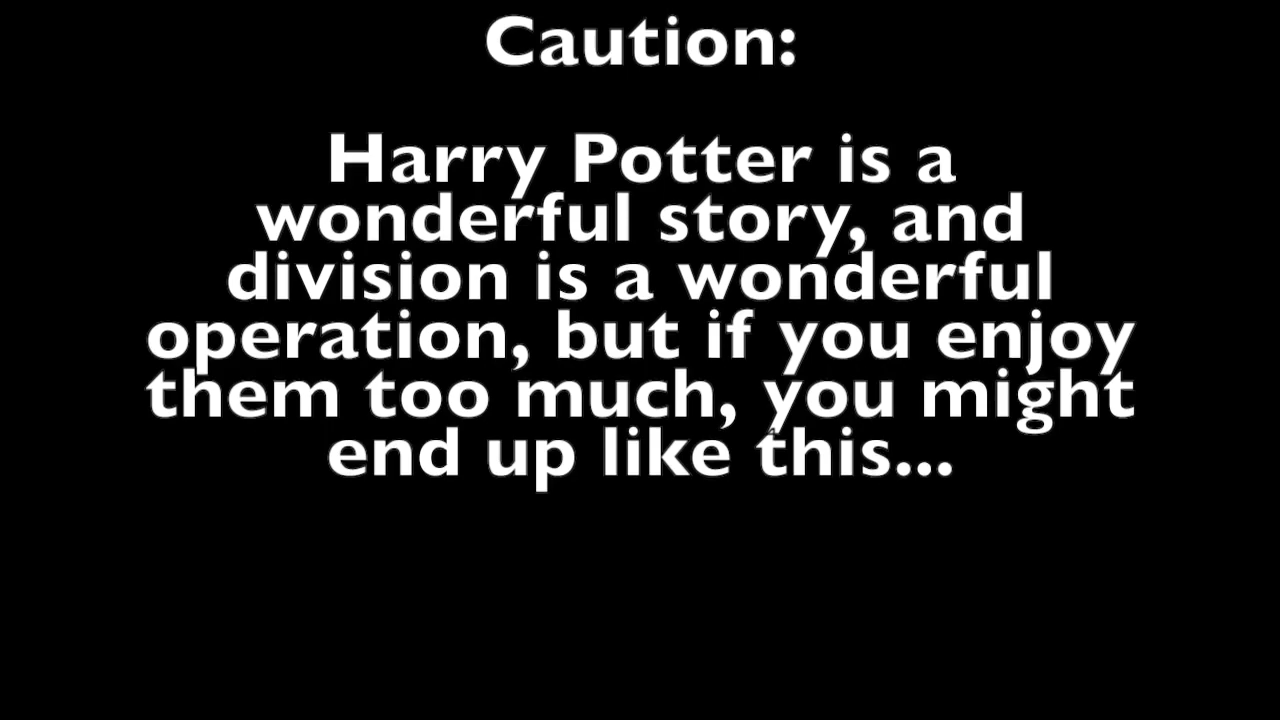 Caution:
Harry Potter is a
wonderful story, and
division is a wonderful
operation, but if you enjoy
them too much, you might
end up like this...